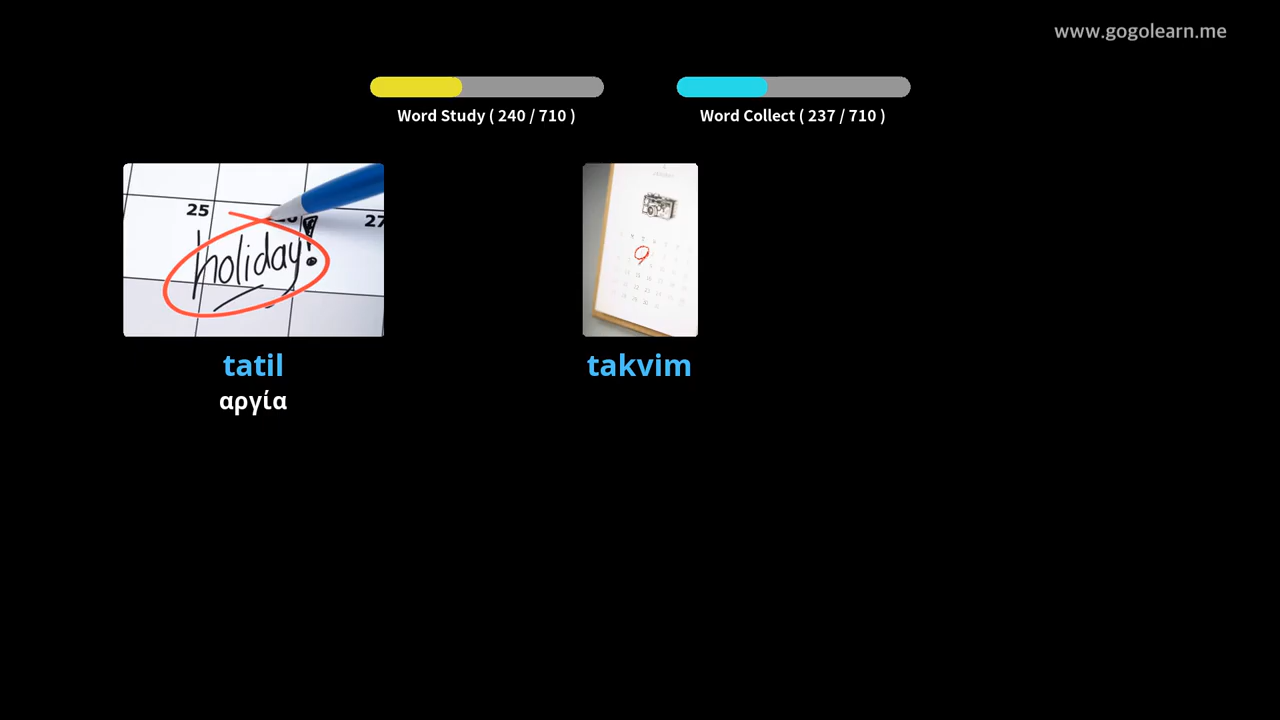 www.gogolearn.me
Word Study ( 240 / 710 )
Word Collect ( 237 / 710 )
25
27
holiday!
9
tatil
takvim
αργία